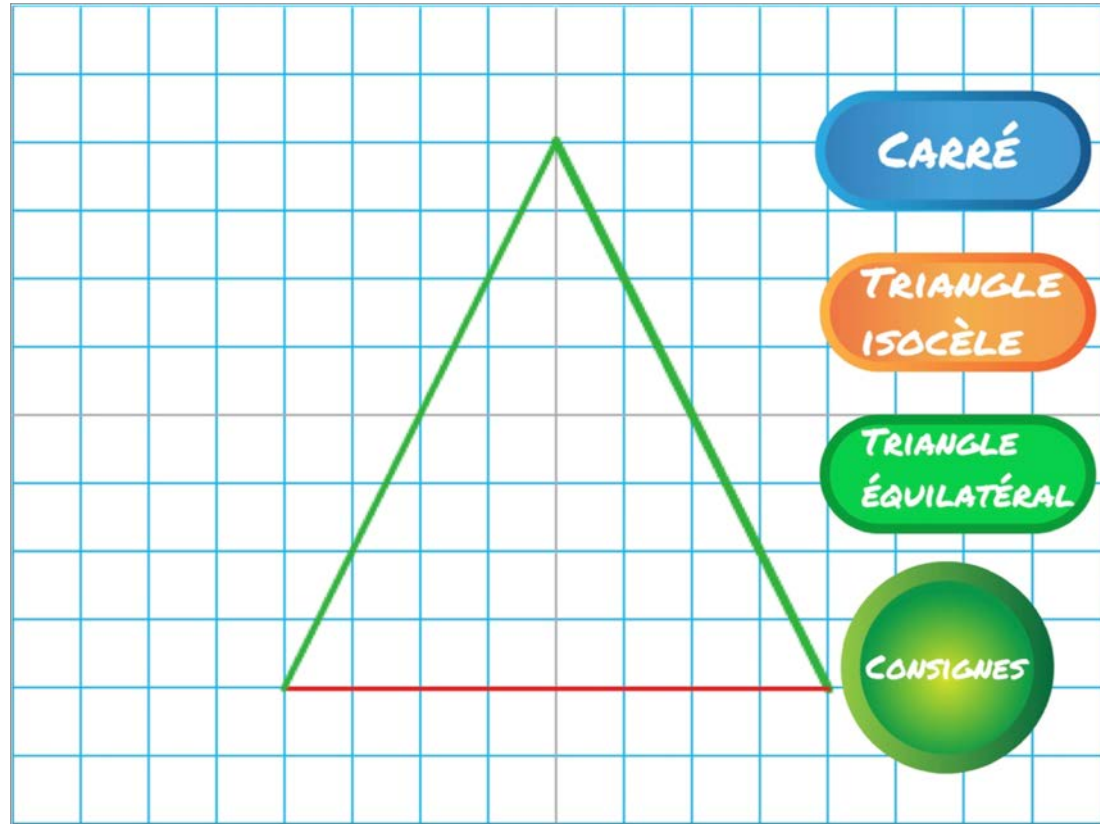 CARRÉ
TRIANGLE
ISOCÈLE
TRIANGLE
ÉQUILATÉRAL
CONSIGNES